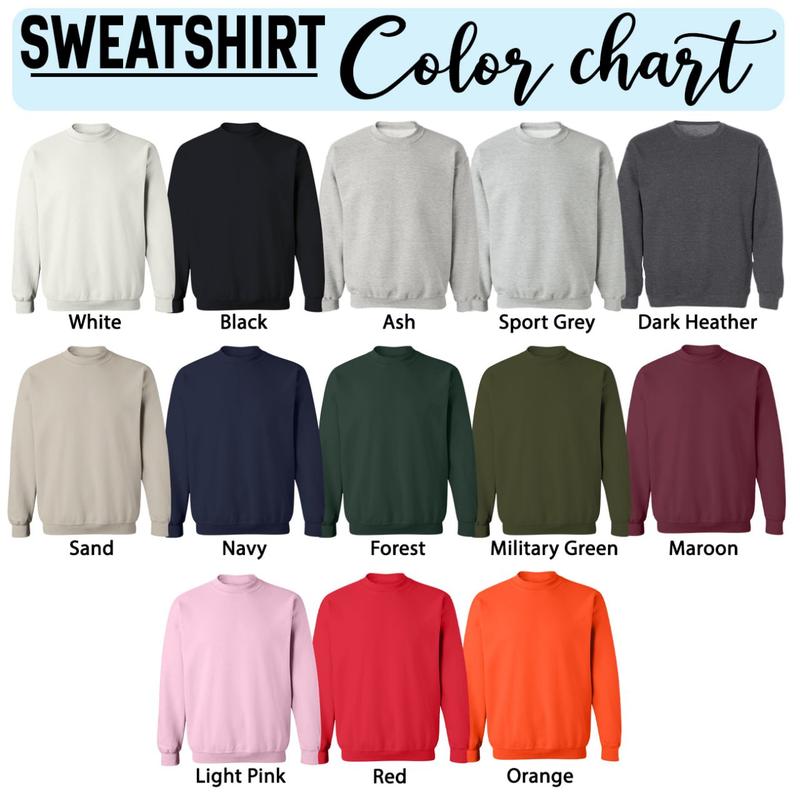 SWEATSHIRT Color chart
White Black Ash Sport Grey Dark Heather
Sand Navy Forest Military Green Maroon
Light Pink Red Orange